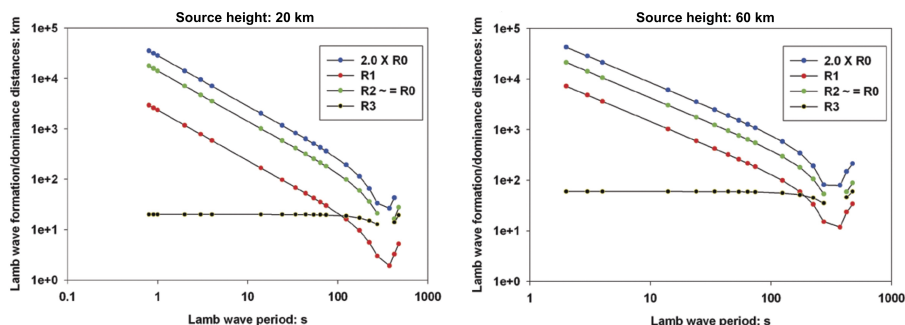 Source height: 20 km
Lamb wave formation/dominance distances: km
1e+5
1e+4
1e+3
1e+2
1e+1
1e+0
2.0 X R0
R1
R2 ~ = R0
R3
0.1
1
10
100
1000
Lamb wave period: s
Source height: 60 km
Lamb wave formation/dominance distances: km
1e+5
1e+4
1e+3
1e+2
1e+1
1e+0
2.0 X R0
R1
R2 ~ = R0
R3
1
10
100
1000
Lamb wave period: s